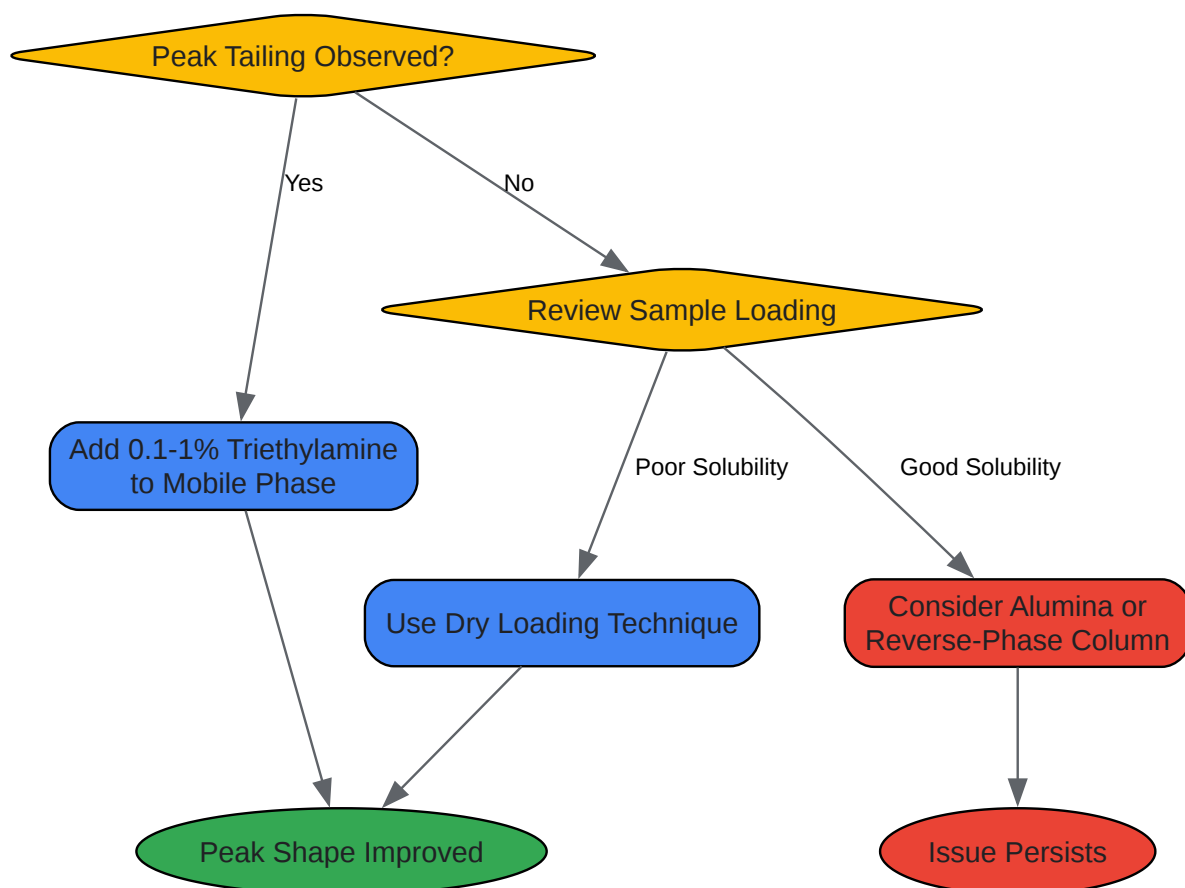 Peak Tailing Observed?
Yes
No
Review Sample Loading
Add 0.1-1% Triethylamine
to Mobile Phase
Poor Solubility
Good Solubility
Use Dry Loading Technique
Consider Alumina or
Reverse-Phase Column
Peak Shape Improved
Issue Persists